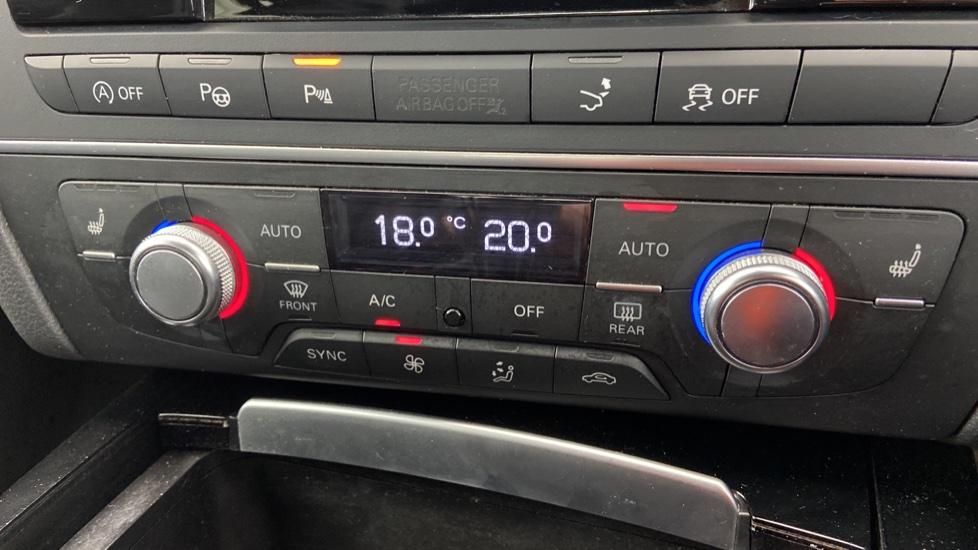 OFF
P
P
PASSENGER
AIRBAG OFF
OFF
AUTO
18.0 °C 20.0
AUTO
FRONT
A/C
OFF
REAR
SYNC